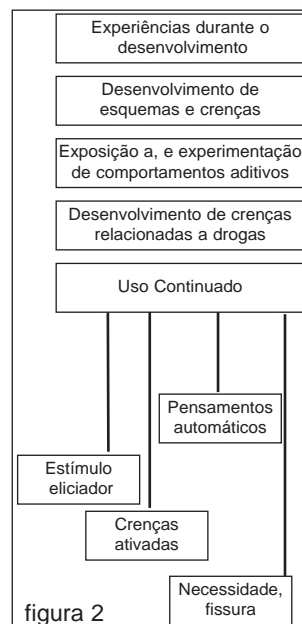 Experiências durante o
desenvolvimento
Desenvolvimento de
esquemas e crenças
Exposição a, e experimentação
de comportamentos aditivos
Desenvolvimento de crenças
relacionadas a drogas
Uso Continuado
Pensamentos
automáticos
Estímulo
eliciador
Crenças
ativadas
Necessidade,
fissura
figura 2